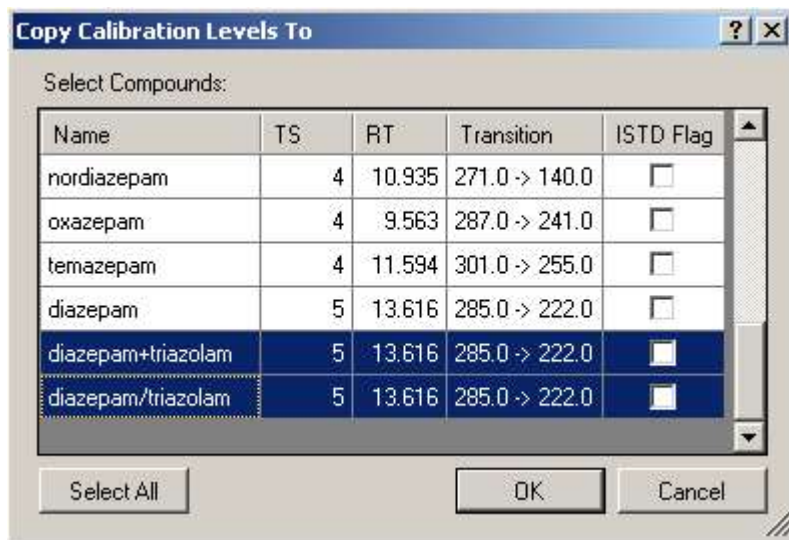 Copy Calibration Levels To
Select Compounds:
Name TS RT Transition ISTD Flag
nordiazepam 4 10.935 271.0 -> 140.0
oxazepam 4 9.563 287.0 -> 241.0
temazepam 4 11.594 301.0 -> 255.0
diazepam 5 13.616 285.0 -> 222.0
diazepam+triazolam 5 13.616 285.0 -> 222.0
diazepam/triazolam 5 13.616 285.0 -> 222.0
Select All OK Cancel